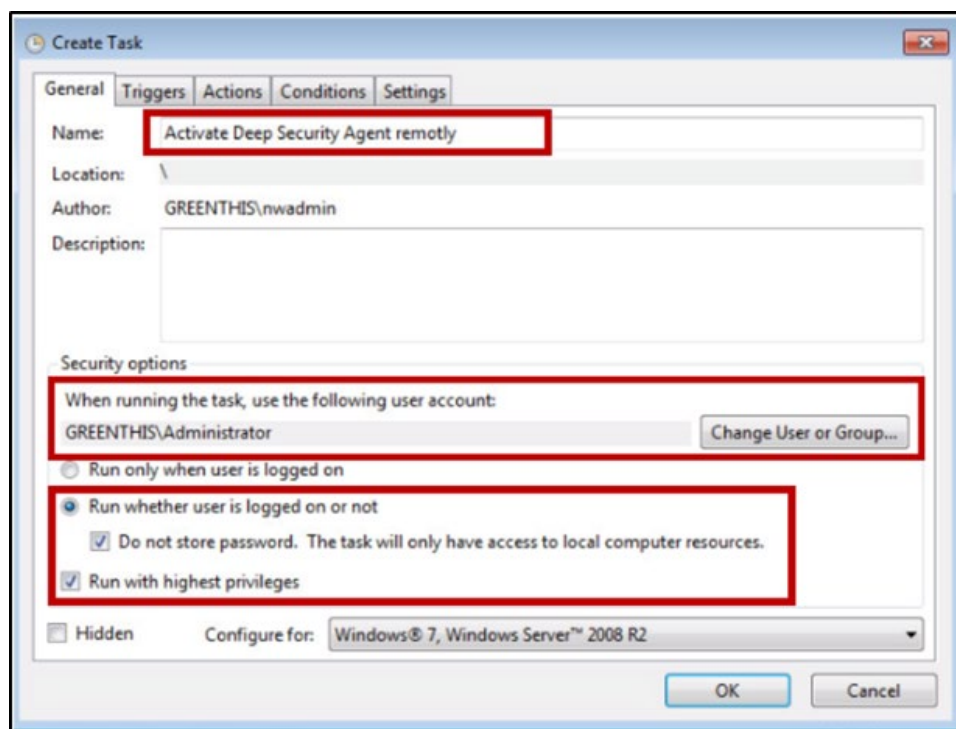 Create Task
General Triggers Actions Conditions Settings
Name: Activate Deep Security Agent remotly
Location: \
Author: GREENTHIS\nwadmin
Description:
Security options
When running the task, use the following user account:
GREENTHIS\Administrator Change User or Group...
Run only when user is logged on
Run whether user is logged on or not
Do not store password. The task will only have access to local computer resources.
Run with highest privileges
Hidden Configure for: Windows® 7, Windows Server™ 2008 R2
OK Cancel